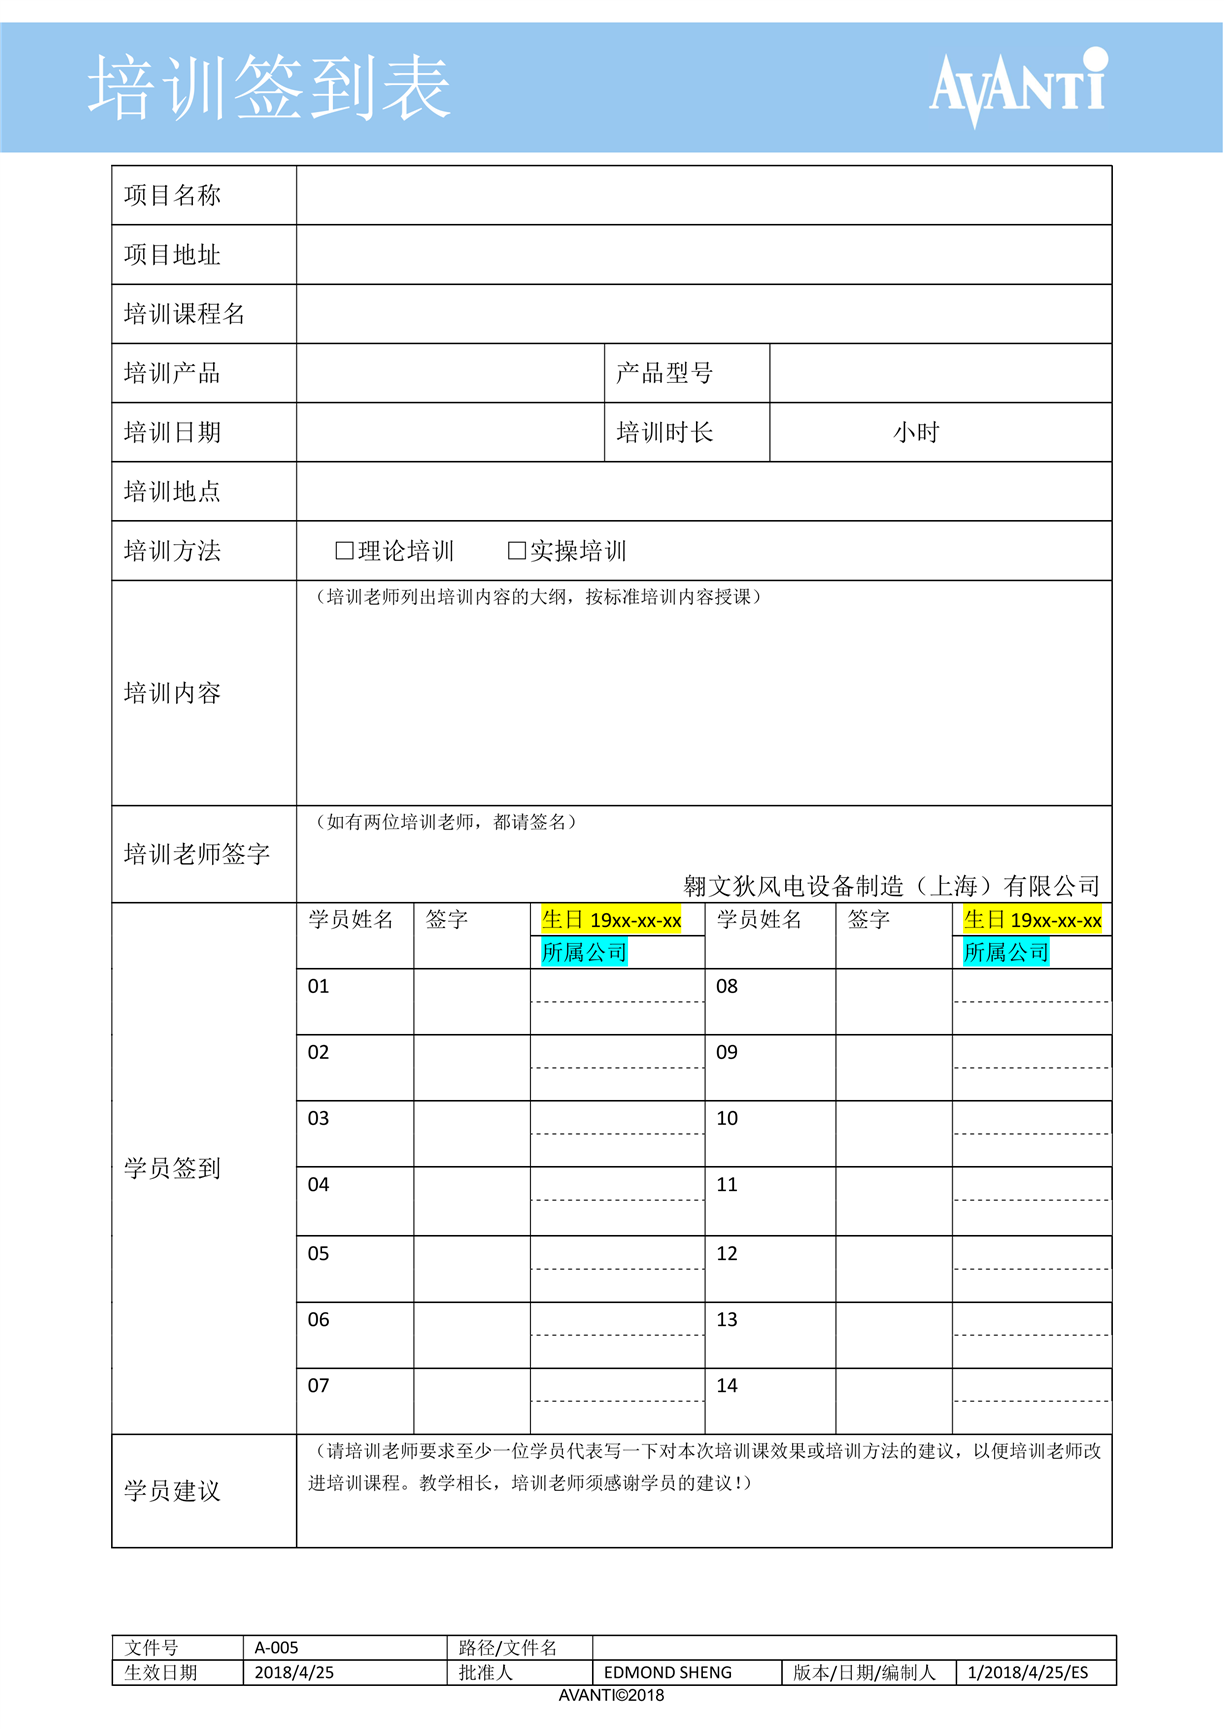 培训签到表
AVANTi
项目名称
项目地址
培训课程名
培训产品 产品型号
培训日期 培训时长 小时
培训地点
培训方法 □理论培训 □实操培训
（培训老师列出培训内容的大纲，按标准培训内容授课）
培训内容
（如有两位培训老师，都请签名）
培训老师签字
翱文狄风电设备制造（上海）有限公司
学员姓名 签字 生日 19xx-xx-xx 学员姓名 签字 生日 19xx-xx-xx
所属公司 所属公司
01 08
02 09
03 10
学员签到
04 11
05 12
06 13
07 14
（请培训老师要求至少一位学员代表写一下对本次培训课效果或培训方法的建议，以便培训老师改
进培训课程。教学相长，培训老师须感谢学员的建议！）
学员建议
文件号 A-005 路径/文件名
生效日期 2018/4/25 批准人 EDMOND SHENG 版本/日期/编制人 1/2018/4/25/ES
AVANTI©2018